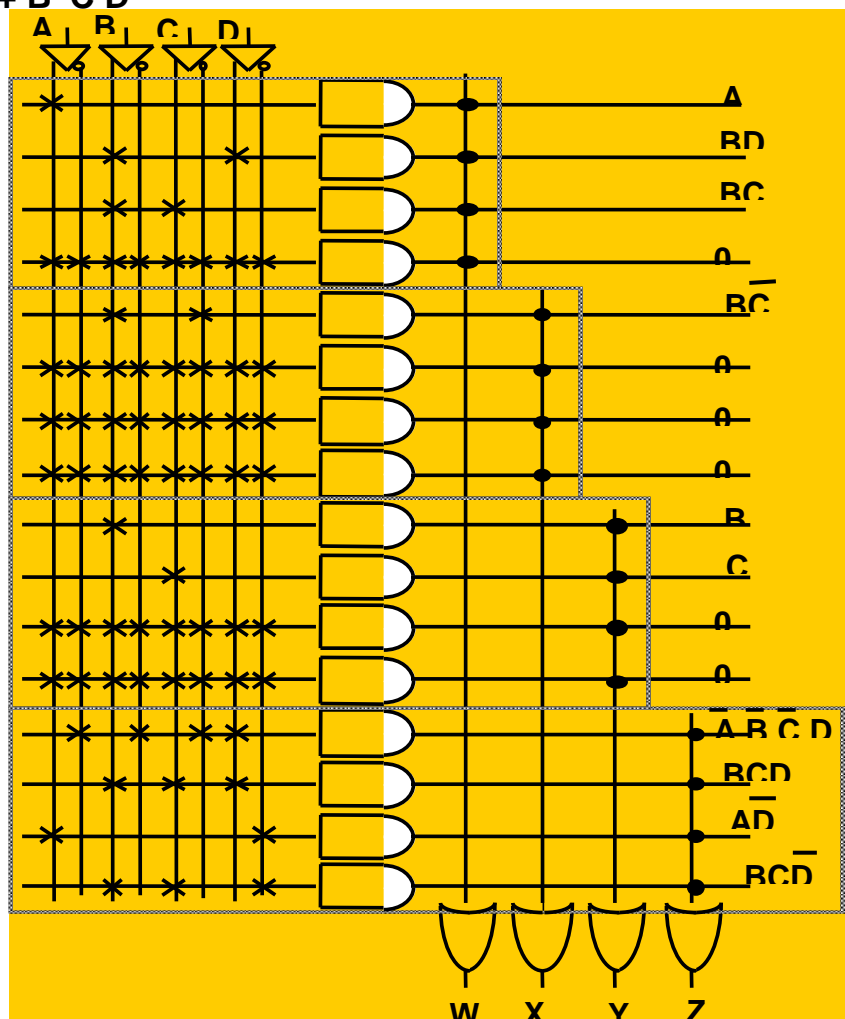 + B C D
A B C D
A
BD
BC
0
BC̅
0
0
0
B
C
0
0
A̅ B̅ C̅ D
BCD
AD̅
BCD̅
W X Y Z